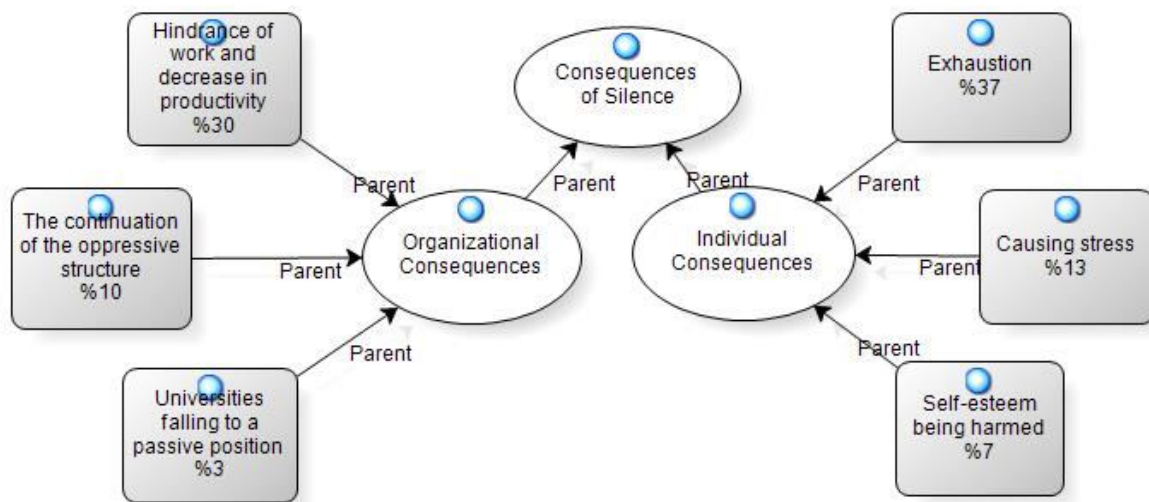 Hindrance of
work and
decrease in
productivity
%30
Consequences
of Silence
Exhaustion
%37
Parent
Parent
Parent
Parent
The continuation
of the oppressive
structure
%10
Parent
Organizational
Consequences
Individual
Consequences
Parent
Causing stress
%13
Parent
Parent
Universities
falling to a
passive position
%3
Self-esteem
being harmed
%7